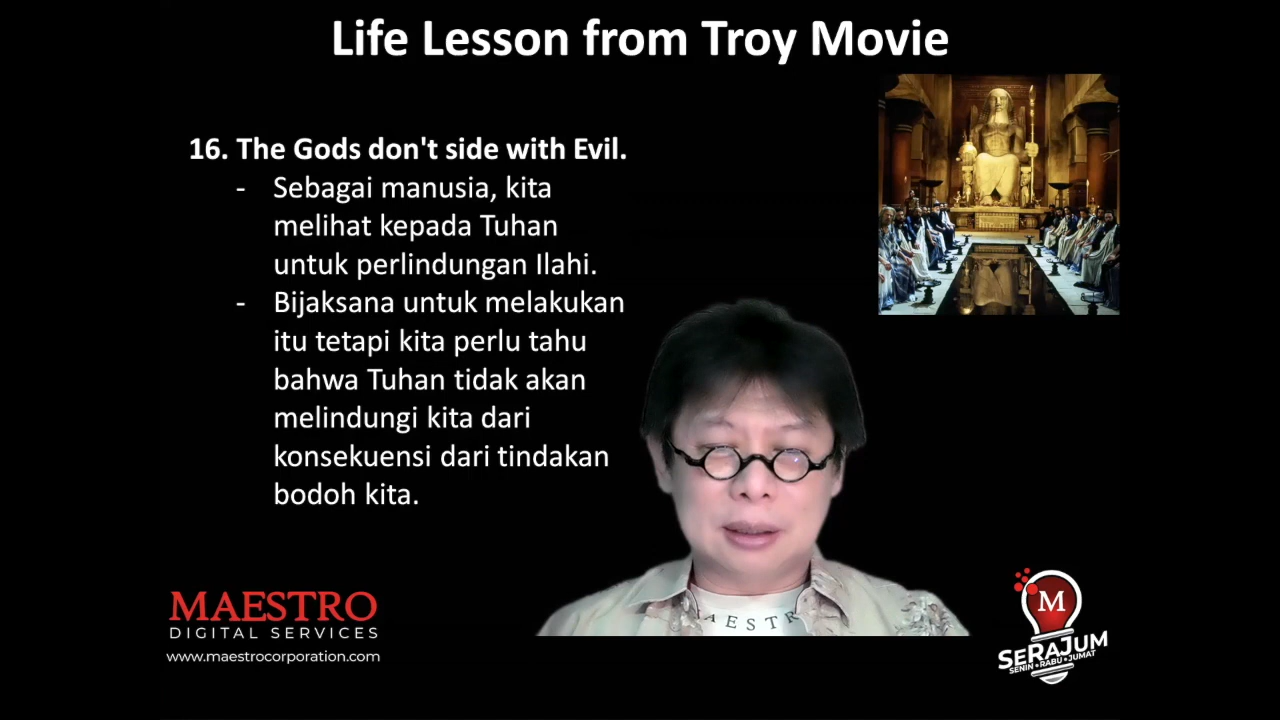 Life Lesson from Troy Movie
16. The Gods don't side with Evil.
- Sebagai manusia, kita
melihat kepada Tuhan
untuk perlindungan Ilahi.
- Bijaksana untuk melakukan
itu tetapi kita perlu tahu
bahwa Tuhan tidak akan
melindungi kita dari
konsekuensi dari tindakan
bodoh kita.
MAESTR
MAESTRO
DIGITAL SERVICES
www.maestrocorporation.com
M
SERAJUM
SENIN • RABU • JUMAT